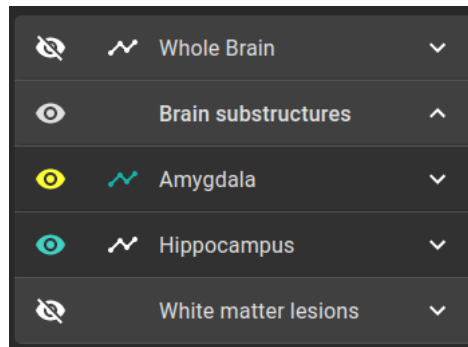 Whole Brain
Brain substructures
Amygdala
Hippocampus
White matter lesions